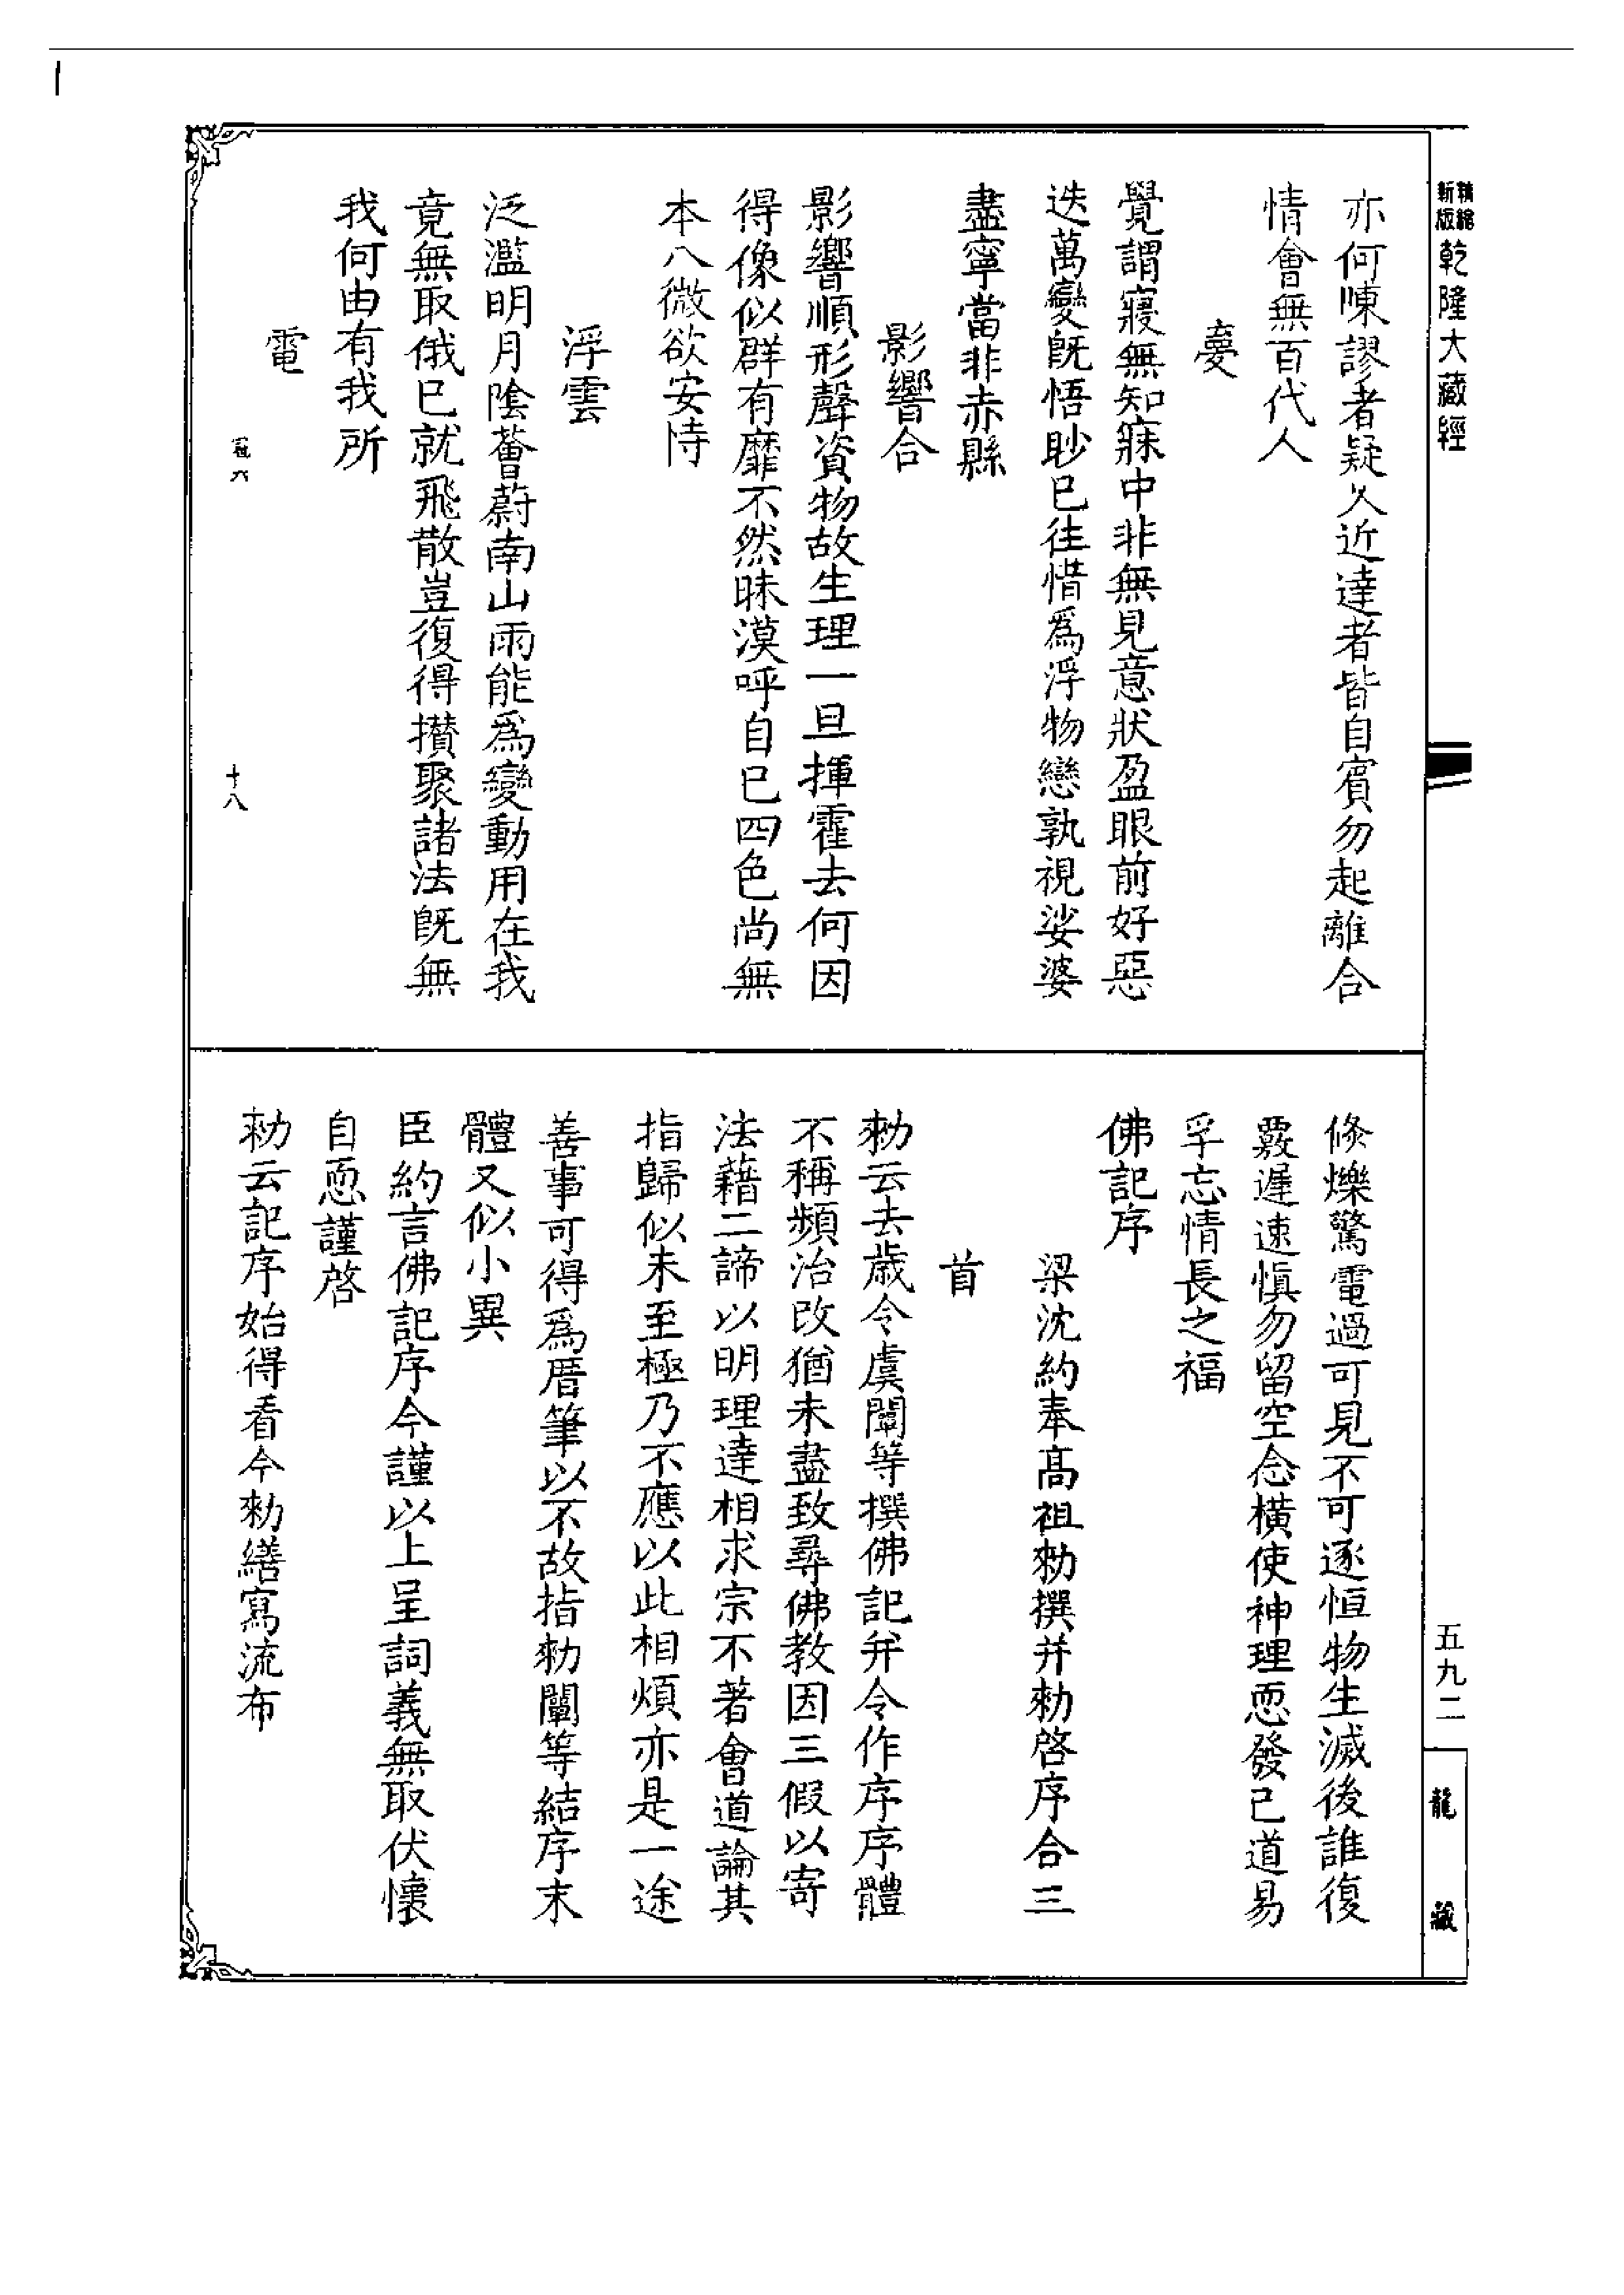 精縮新版乾隆大藏經
亦何悚謬者疑久近達者皆自賓勿起離合
情會無百代人
夣
覺謂寢無知寐中非無見意狀盈眼前好惡
迭萬變旣悟眇已往惜爲浮物戀孰視娑婆
盡寧當非赤縣
影響合
影響順形聲資物故生理一旦揮霍去何因
得像似群有靡不然昧漠呼自已四色尚無
本八微欲安恃
浮雲
泛濫明月陰薈蔚南山雨能爲變動用在我
竟無取俄已就飛散豈復得攢聚諸法旣無
我何由有我所
電
六
十八
倏爍驚電過可見不可逐恒物生滅後誰復
覈遲速愼勿留空念橫使神理恧發已道易
孚忘情長之福
佛記序
梁沈約奉高祖勑撰并勑啓序合三
首
勑云去歲令虞闡等撰佛記幷令作序序體
不稱頻治改猶未盡致尋佛教因三假以寄
法藉二諦以明理達相求宗不著會道論其
指歸似未至極乃不應以此相煩亦是一途
善事可得爲厝筆以不故指勑闡等結序末
體又似小異
臣約言佛記序今謹以上呈詞義無取伏懷
自恧謹啓
勑云記序始得看今勑繕寫流布
五九二
龍藏